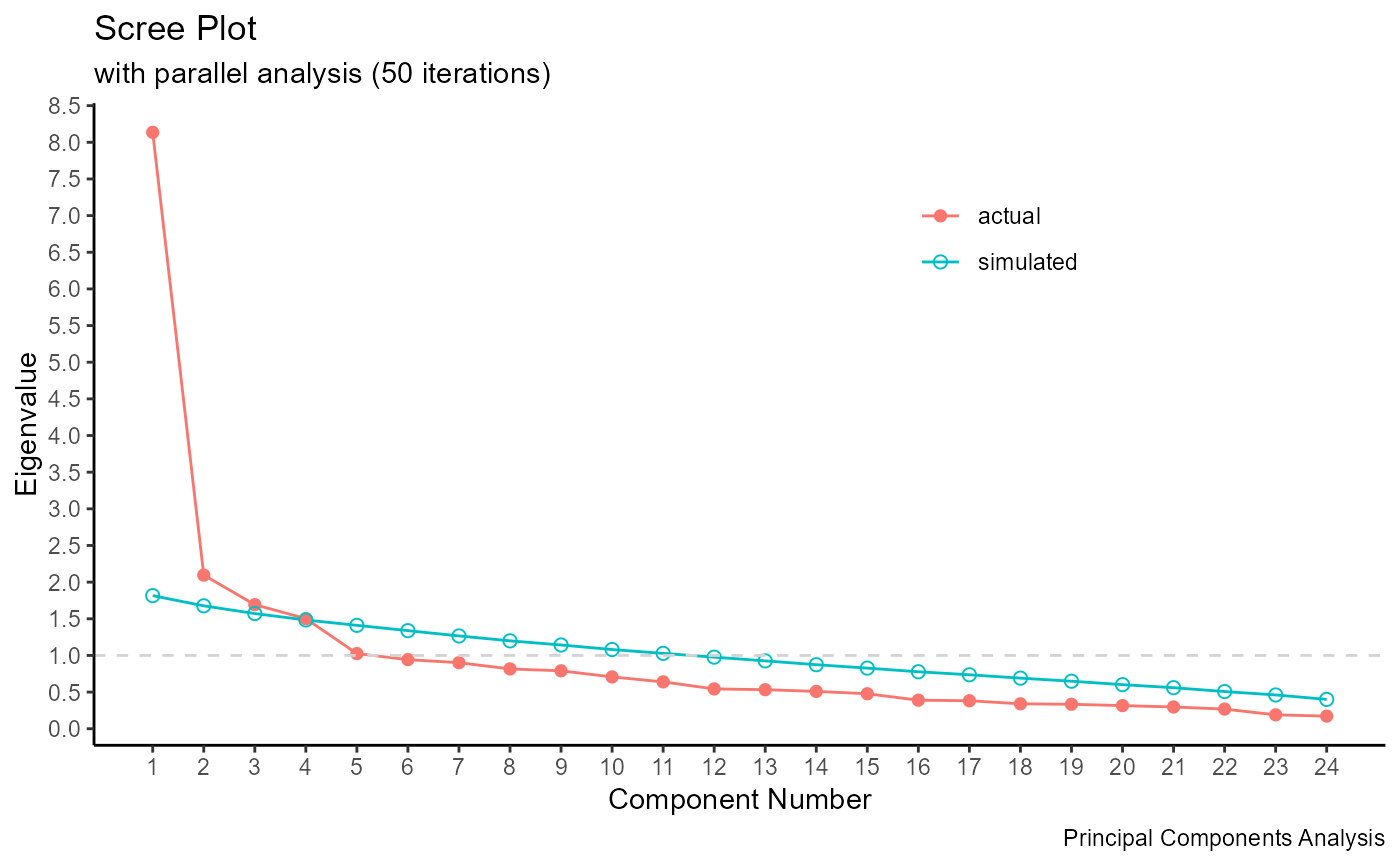 Scree Plot
with parallel analysis (50 iterations)
8.5
8.0
7.5
7.0
6.5
6.0
5.5
5.0
4.5
4.0
3.5
3.0
2.5
2.0
1.5
1.0
0.5
0.0
Eigenvalue
actual
simulated
1 2 3 4 5 6 7 8 9 10 11 12 13 14 15 16 17 18 19 20 21 22 23 24
Component Number
Principal Components Analysis